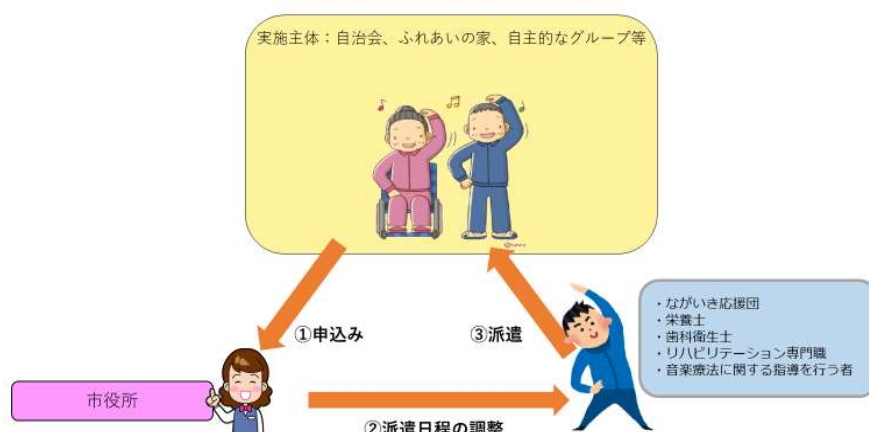 実施主体：自治会、ふれあいの家、自主的なグループ等
①申込み
③派遣
・ながいき応援団
・栄養士
・歯科衛生士
・リハビリテーション専門職
・音楽療法に関する指導を行う者
市役所
②派遣日程の調整